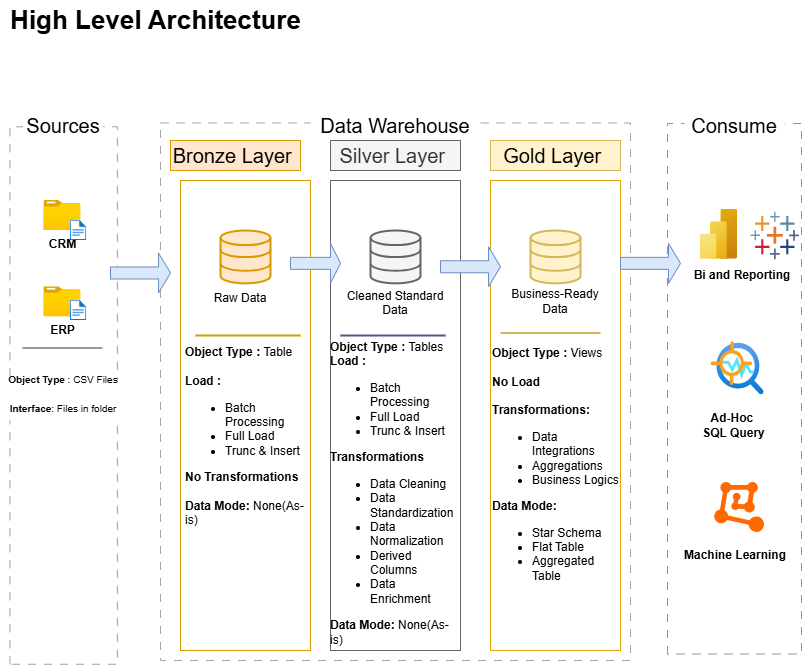 High Level Architecture
Sources
CRM
ERP
Object Type : CSV Files
Interface: Files in folder
Data Warehouse
Bronze Layer
Raw Data
Object Type : Table
Load :
Batch
Processing
Full Load
Trunc & Insert
No Transformations
Data Mode: None(As-
is)
Silver Layer
Cleaned Standard
Data
Object Type : Tables
Load :
Batch
Processing
Full Load
Trunc & Insert
Transformations
Data Cleaning
Data
Standardization
Data
Normalization
Derived
Columns
Data
Enrichment
Data Mode: None(As-
is)
Gold Layer
Business-Ready
Data
Object Type : Views
No Load
Transformations:
Data
Integrations
Aggregations
Business Logics
Data Mode:
Star Schema
Flat Table
Aggregated
Table
Consume
Bi and Reporting
Ad-Hoc
SQL Query
Machine Learning